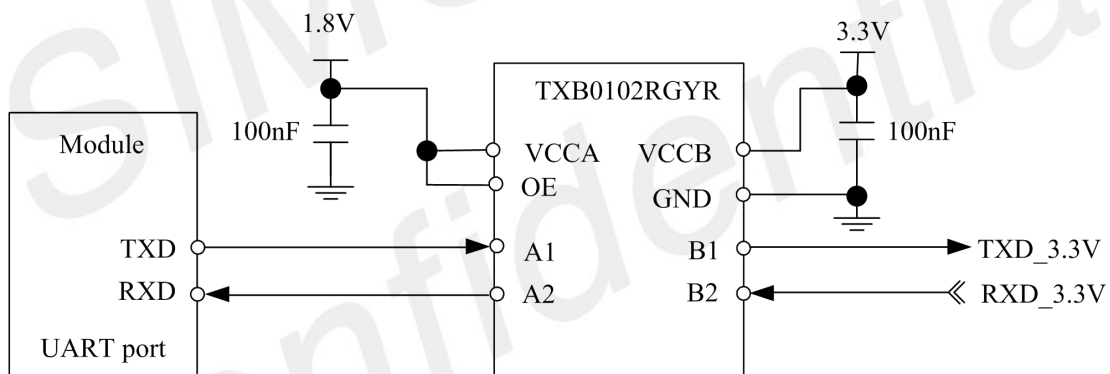 1.8V
3.3V
TXB0102RGYR
100nF
100nF
Module
VCCA
VCCB
OE
GND
TXD
A1
B1
TXD_3.3V
RXD
A2
B2
RXD_3.3V
UART port